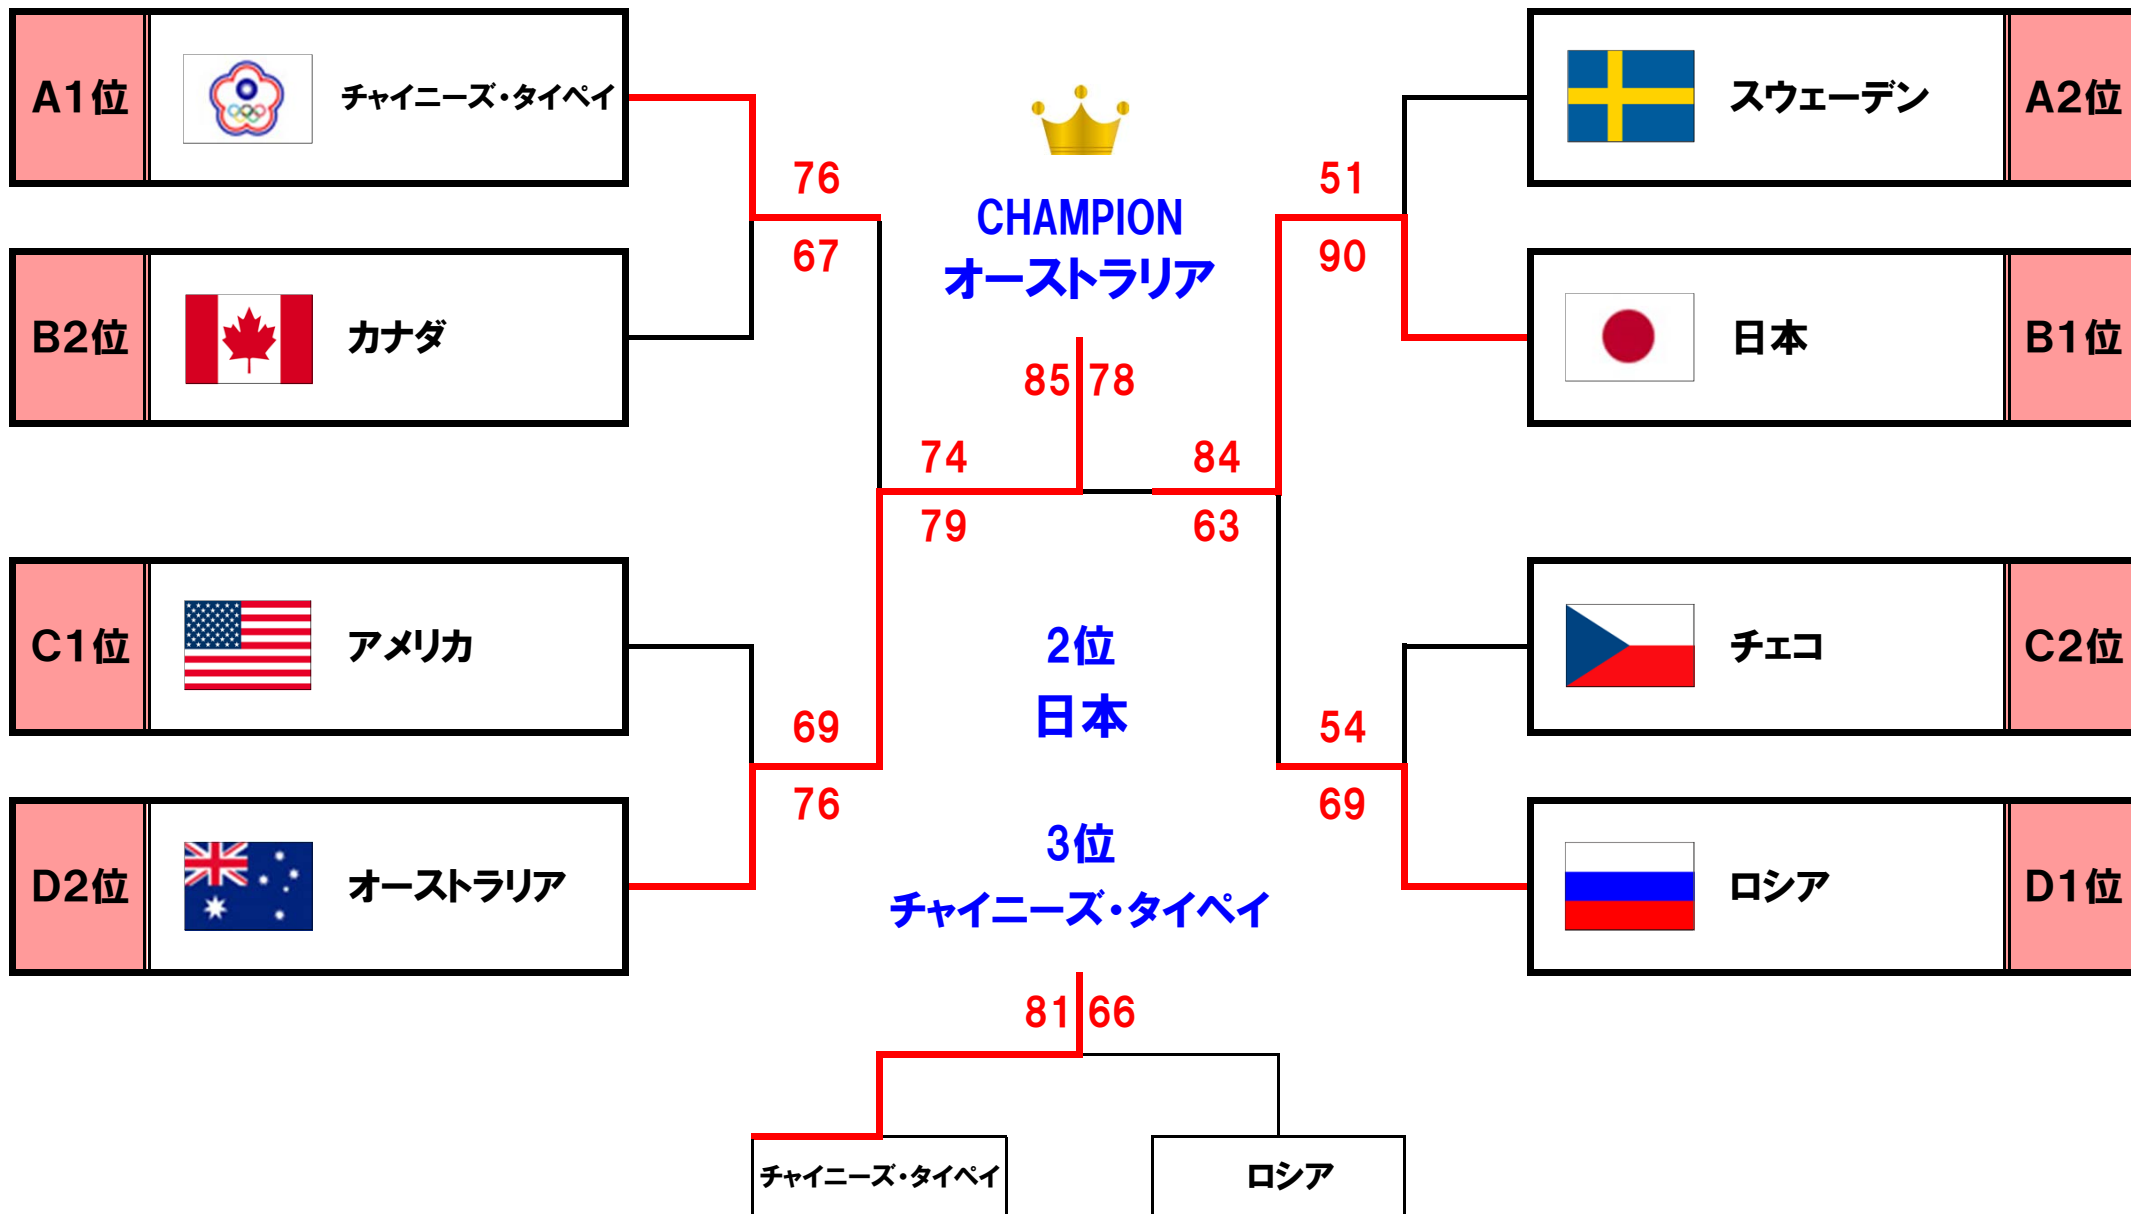 A1位
チャイニーズ・タイペイ
B2位
カナダ
76
67
C1位
アメリカ
D2位
オーストラリア
69
76
74
79
CHAMPION
オーストラリア
85 78
84
63
2位
日本
3位
チャイニーズ・タイペイ
81 66
チャイニーズ・タイペイ
ロシア
51
90
スウェーデン
A2位
日本
B1位
54
69
チェコ
C2位
ロシア
D1位